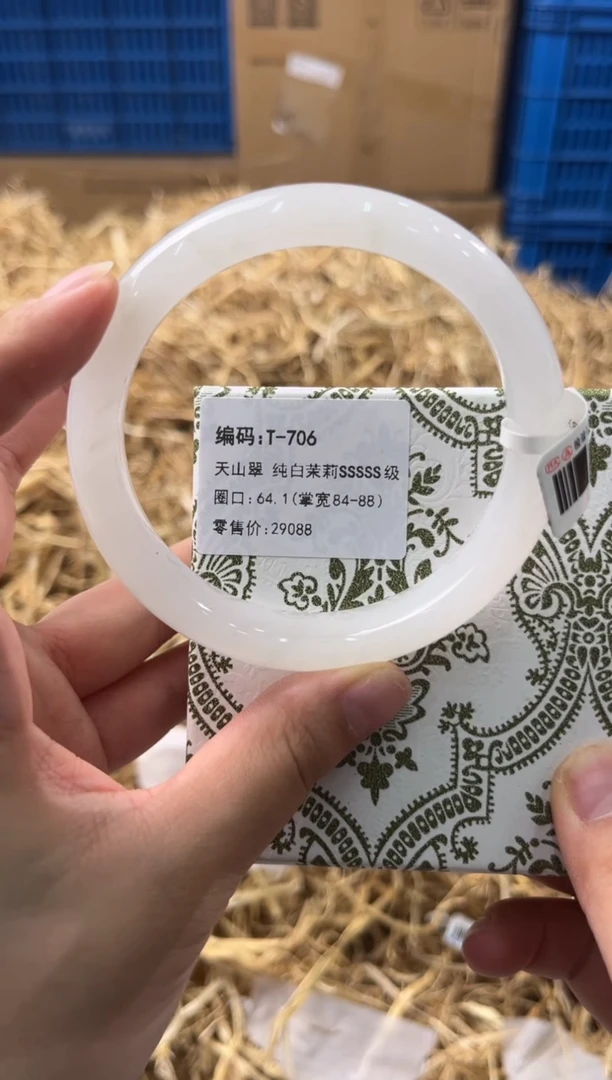 编码:T-706
天山翠 纯白茉莉SSSSS级
圈口:64.1(掌宽84-88)
零售价:29088